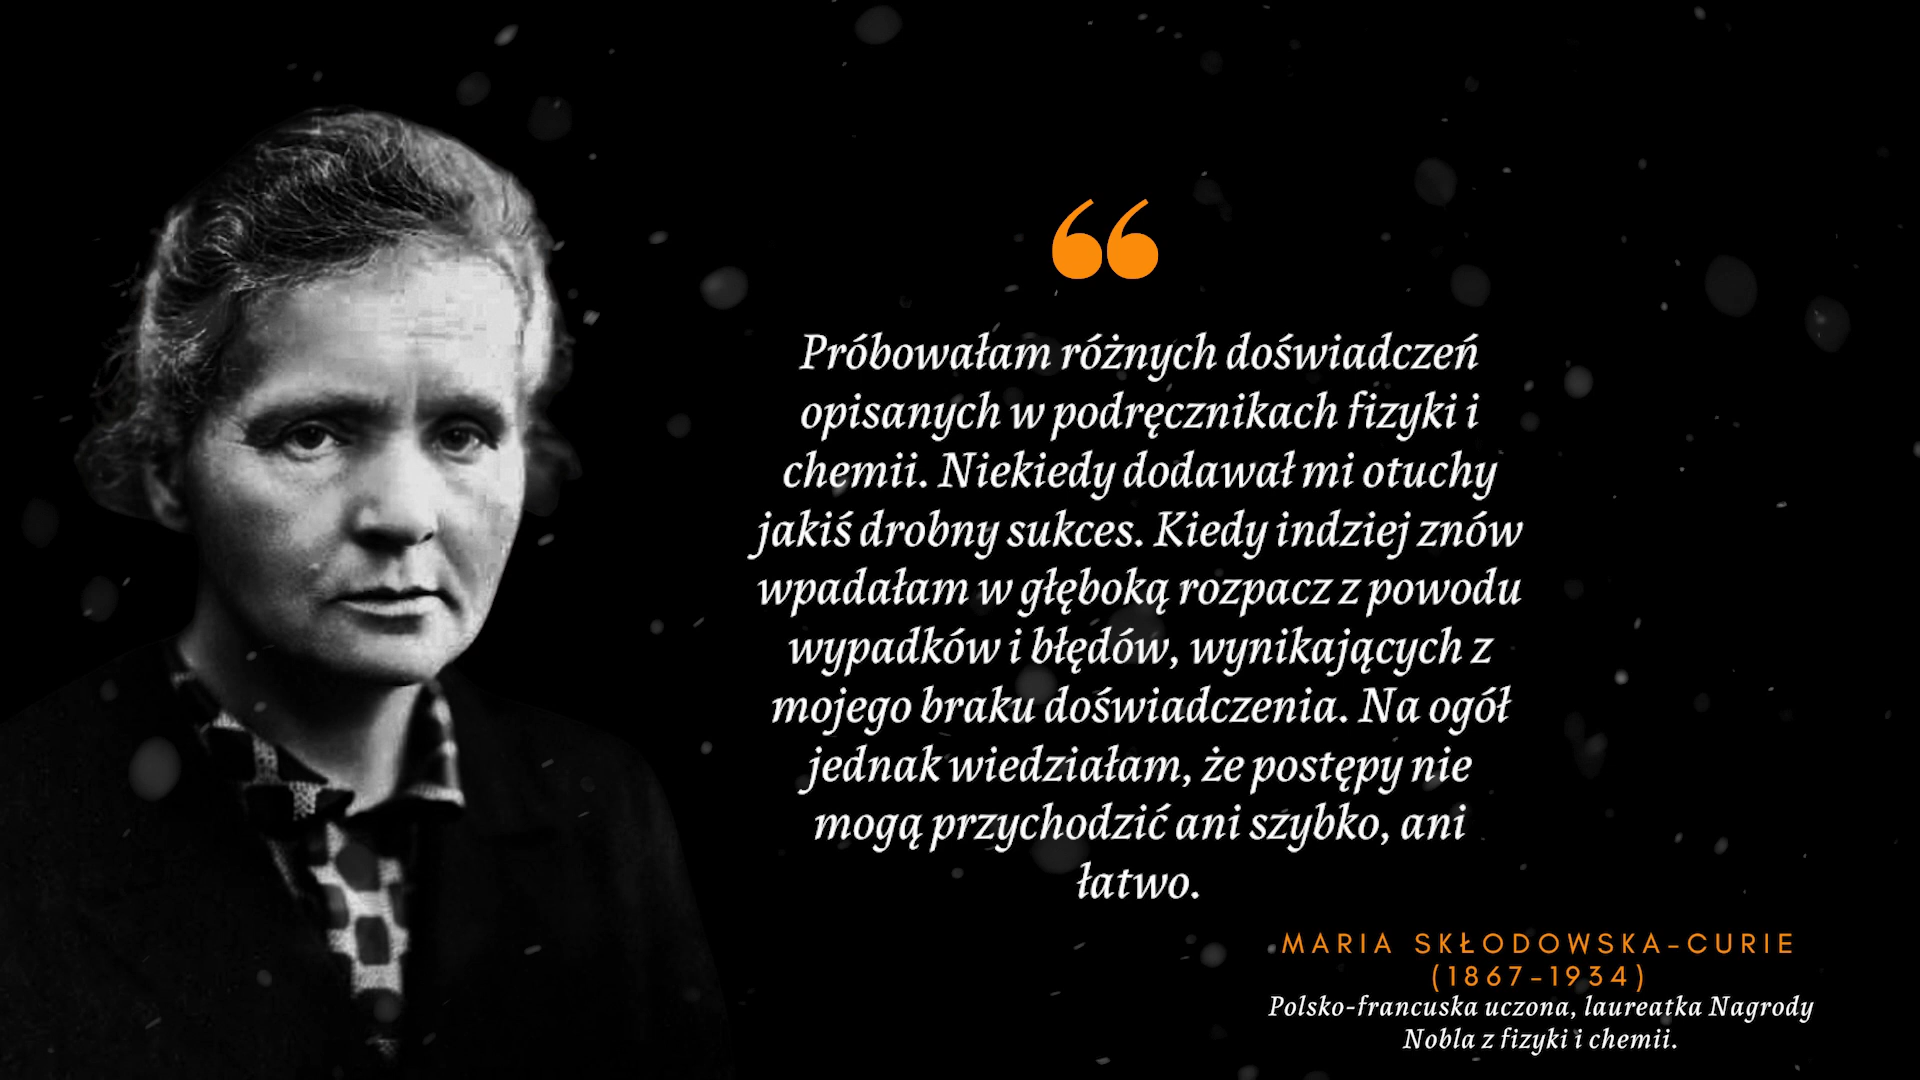 “
Próbowałam różnych doświadczeń
opisanych w podręcznikach fizyki i
chemii. Niekiedy dodawał mi otuchy
jakiś drobny sukces. Kiedy indziej znów
wpadałam w głęboką rozpacz z powodu
wypadków i błędów, wynikających z
mojego braku doświadczenia. Na ogół
jednak wiedziałam, że postępy nie
mogą przychodzić ani szybko, ani
łatwo.
MARIA SKŁODOWSKA-CURIE
(1867-1934)
Polsko-francuska uczona, laureatka Nagrody
Nobla z fizyki i chemii.